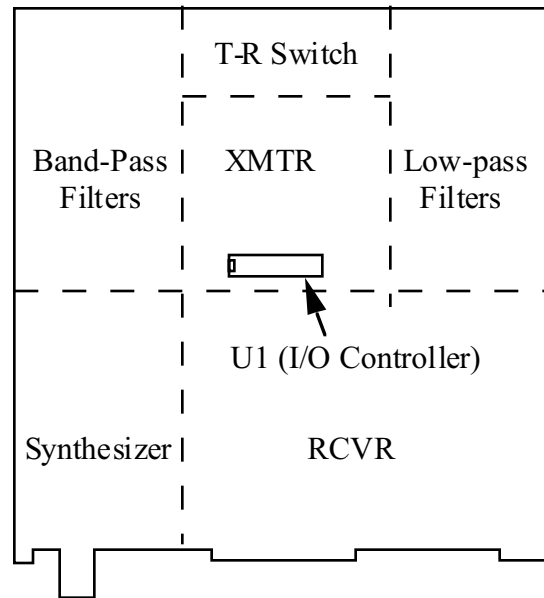 T-R Switch
Band-Pass
Filters
XMTR
Low-pass
Filters
U1 (I/O Controller)
Synthesizer
RCVR